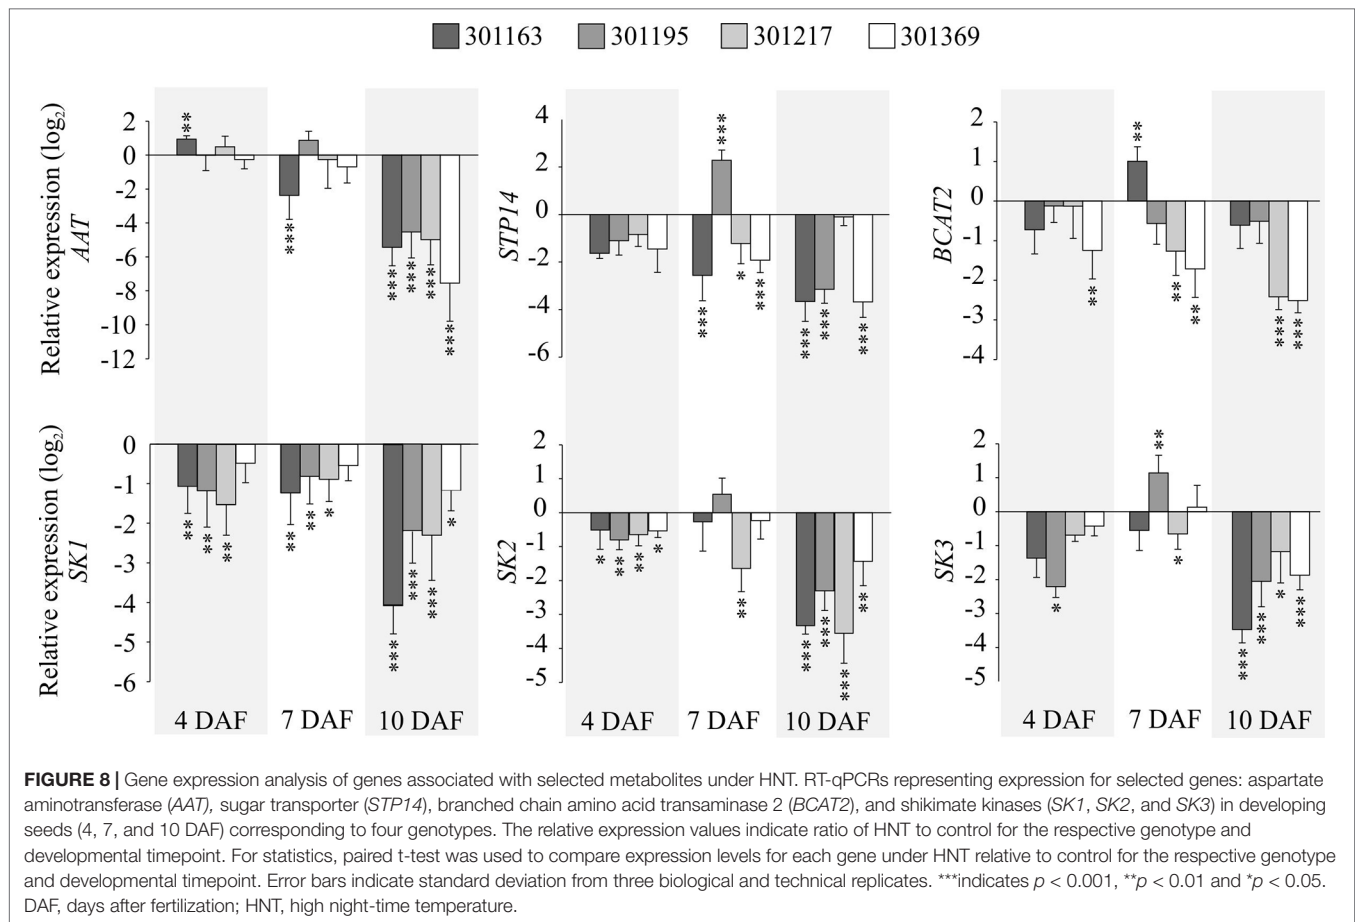 301163 301195 301217 301369
Relative expression (log2)
AAT
2
0
-2
-4
-6
-8
-10
-12
** *** *** *** *** ***
STP14
4
2
0
-2
-4
-6
*** *** * *** *** *** ***
BCAT2
2
1
0
-1
-2
-3
-4
** ** ** ** *** ***
Relative expression (log2)
SK1
0
-1
-2
-3
-4
-5
-6
** ** ** ** ** * *** *** *** *
4 DAF 7 DAF 10 DAF
SK2
2
1
0
-1
-2
-3
-4
-5
* ** ** * ** *** *** *** **
4 DAF 7 DAF 10 DAF
SK3
2
1
0
-1
-2
-3
-4
-5
* ** * *** *** * ***
4 DAF 7 DAF 10 DAF
FIGURE 8 | Gene expression analysis of genes associated with selected metabolites under HNT. RT-qPCRs representing expression for selected genes: aspartate
aminotransferase (AAT), sugar transporter (STP14), branched chain amino acid transaminase 2 (BCAT2), and shikimate kinases (SK1, SK2, and SK3) in developing
seeds (4, 7, and 10 DAF) corresponding to four genotypes. The relative expression values indicate ratio of HNT to control for the respective genotype and
developmental timepoint. For statistics, paired t-test was used to compare expression levels for each gene under HNT relative to control for the respective genotype
and developmental timepoint. Error bars indicate standard deviation from three biological and technical replicates. ***indicates p < 0.001, **p < 0.01 and *p < 0.05.
DAF, days after fertilization; HNT, high night-time temperature.